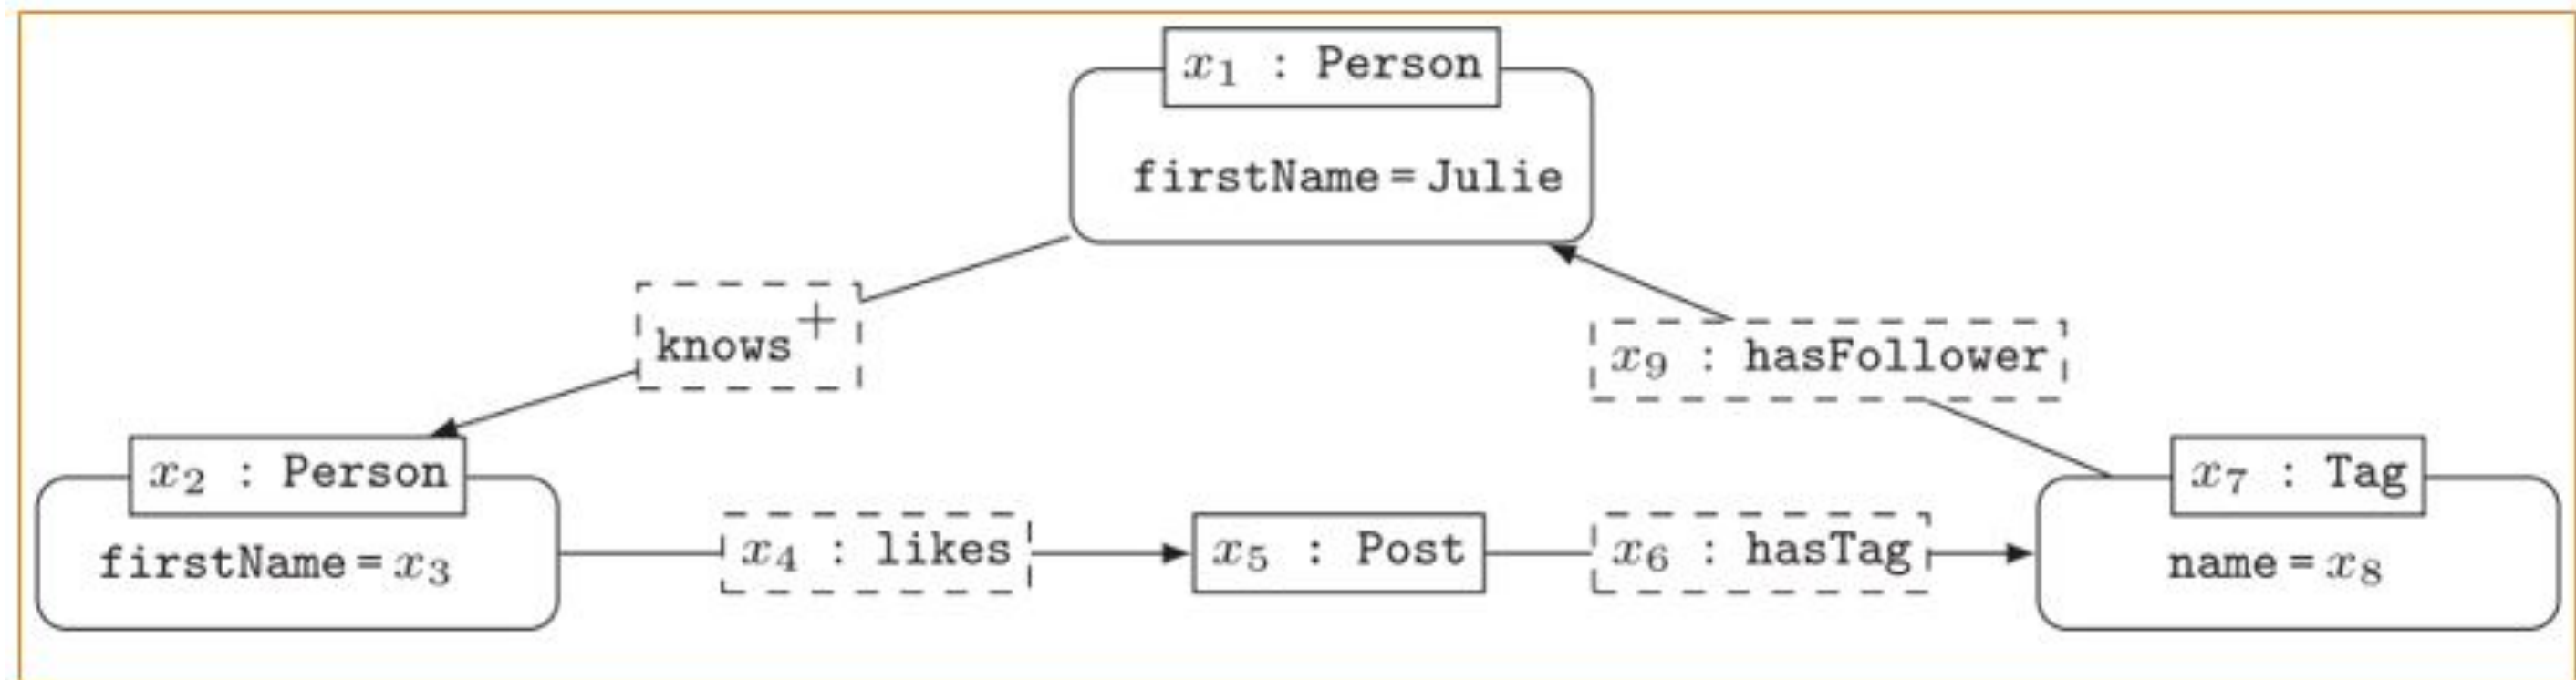 x₁ : Person
firstName = Julie
knows⁺
x₉ : hasFollower
x₂ : Person
firstName = x₃
x₄ : likes
x₅ : Post
x₆ : hasTag
x₇ : Tag
name = x₈